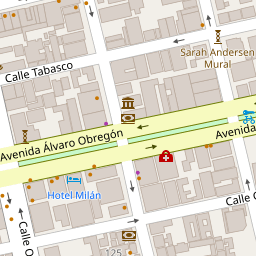 Sarah Andersen
Mural
Calle Tabasco
Avenida Álvaro Obregón
Avenida
Hotel Milán
Calle O
Calle O
125